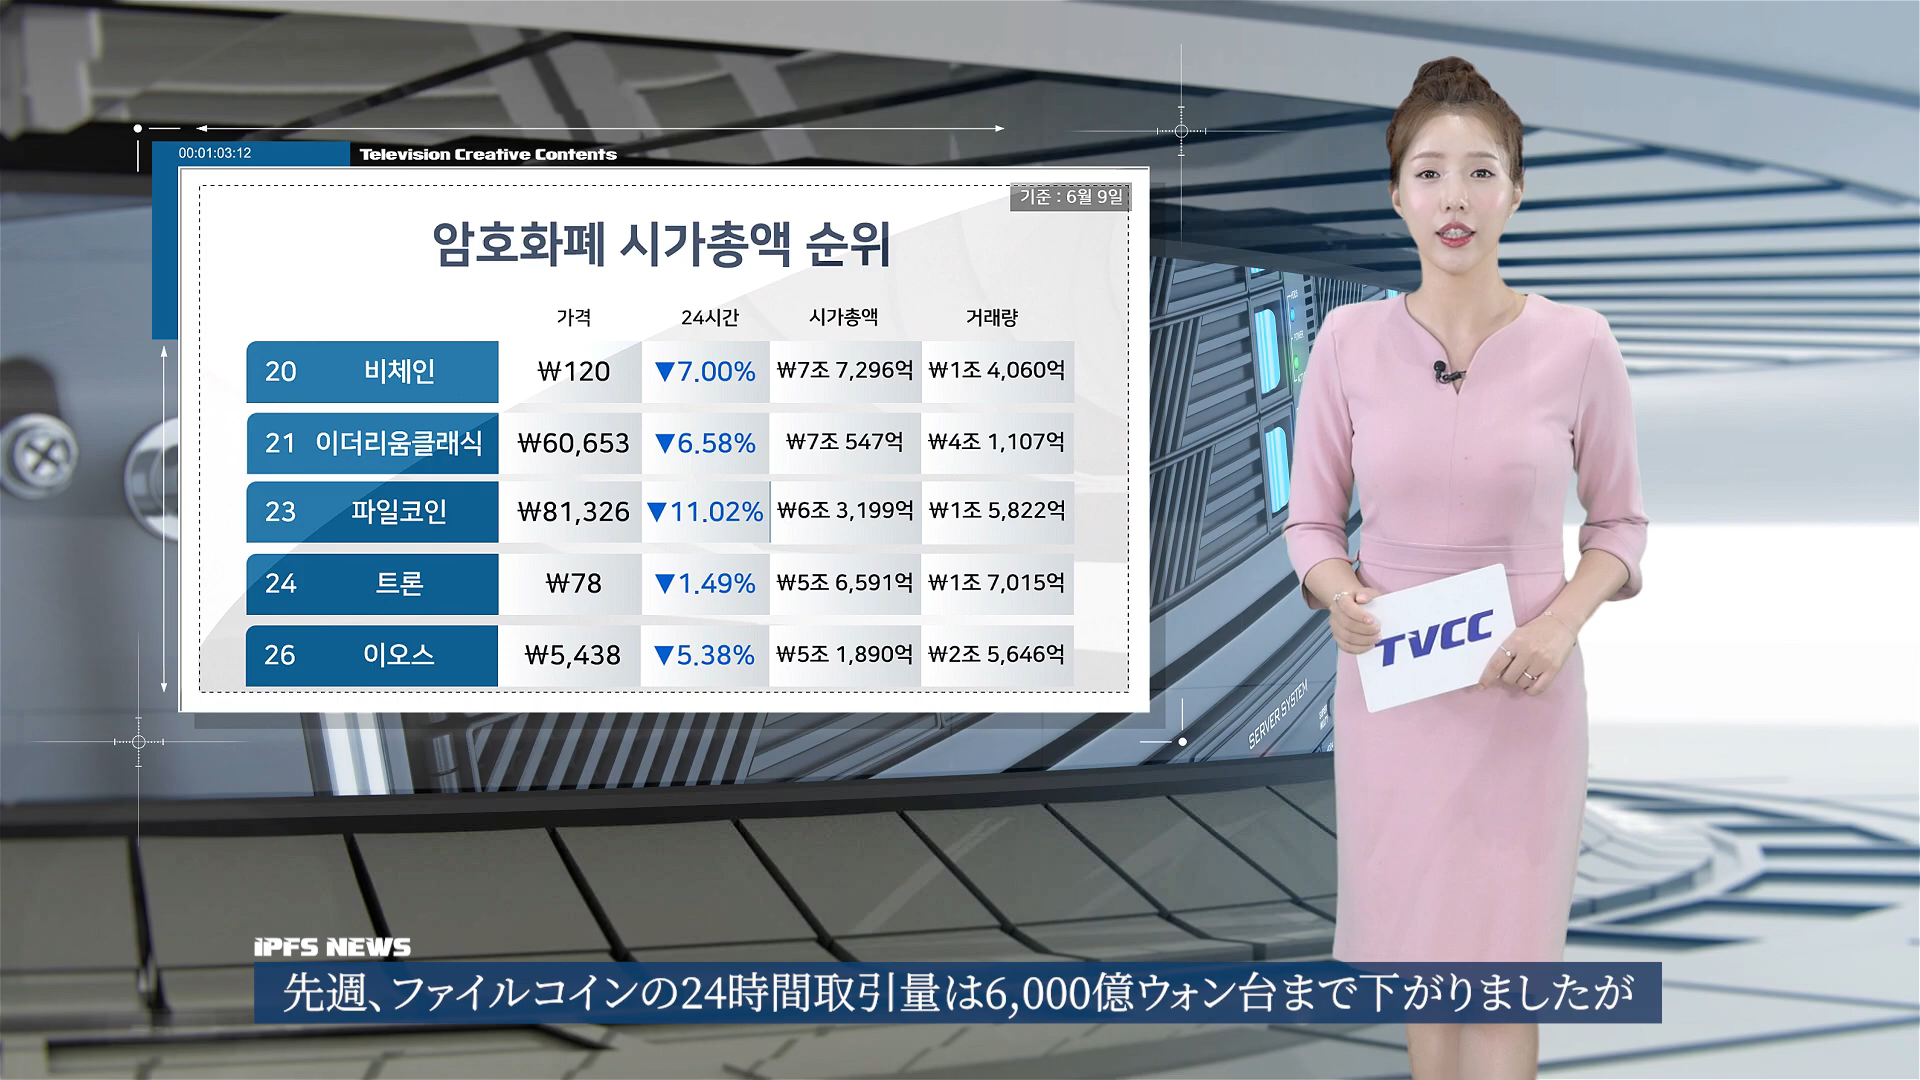 00:01:03:12
Television Creative Contents
기준 : 6월 9일
암호화폐 시가총액 순위
가격 24시간 시가총액 거래량
20 비체인 ₩120 ▼7.00% ₩7조 7,296억 ₩1조 4,060억
21 이더리움클래식 ₩60,653 ▼6.58% ₩7조 547억 ₩4조 1,107억
23 파일코인 ₩81,326 ▼11.02% ₩6조 3,199억 ₩1조 5,822억
24 트론 ₩78 ▼1.49% ₩5조 6,591억 ₩1조 7,015억
26 이오스 ₩5,438 ▼5.38% ₩5조 1,890억 ₩2조 5,646억
TVCC
SERVER SYSTEM
IPFS NEWS
先週、ファイルコインの24時間取引量は6,000億ウォン台まで下がりましたが